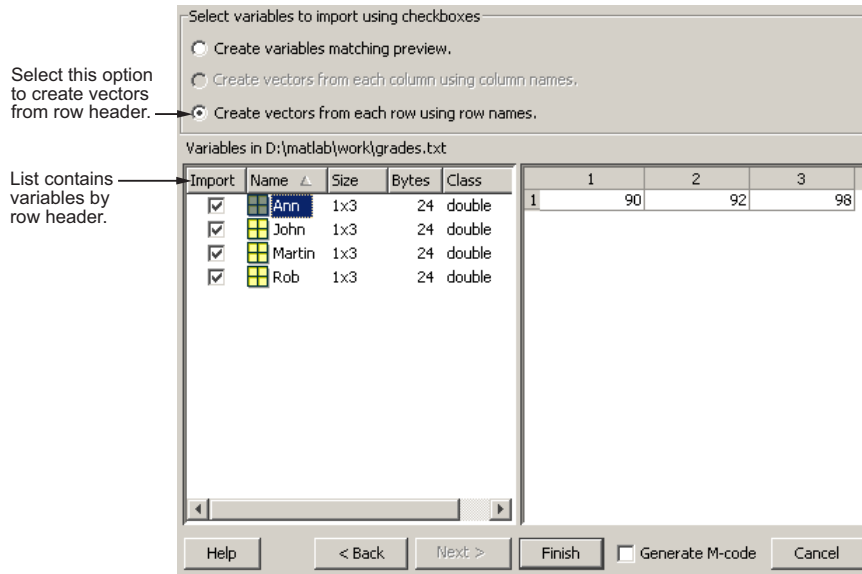 Select variables to import using checkboxes
Create variables matching preview.
Create vectors from each column using column names.
Create vectors from each row using row names.
Select this option
to create vectors
from row header.
Variables in D:\matlab\work\grades.txt
List contains
variables by
row header.
Import Name Size Bytes Class
Ann 1x3 24 double
John 1x3 24 double
Martin 1x3 24 double
Rob 1x3 24 double
1 2 3
1 90 92 98
Help < Back Next > Finish Generate M-code Cancel